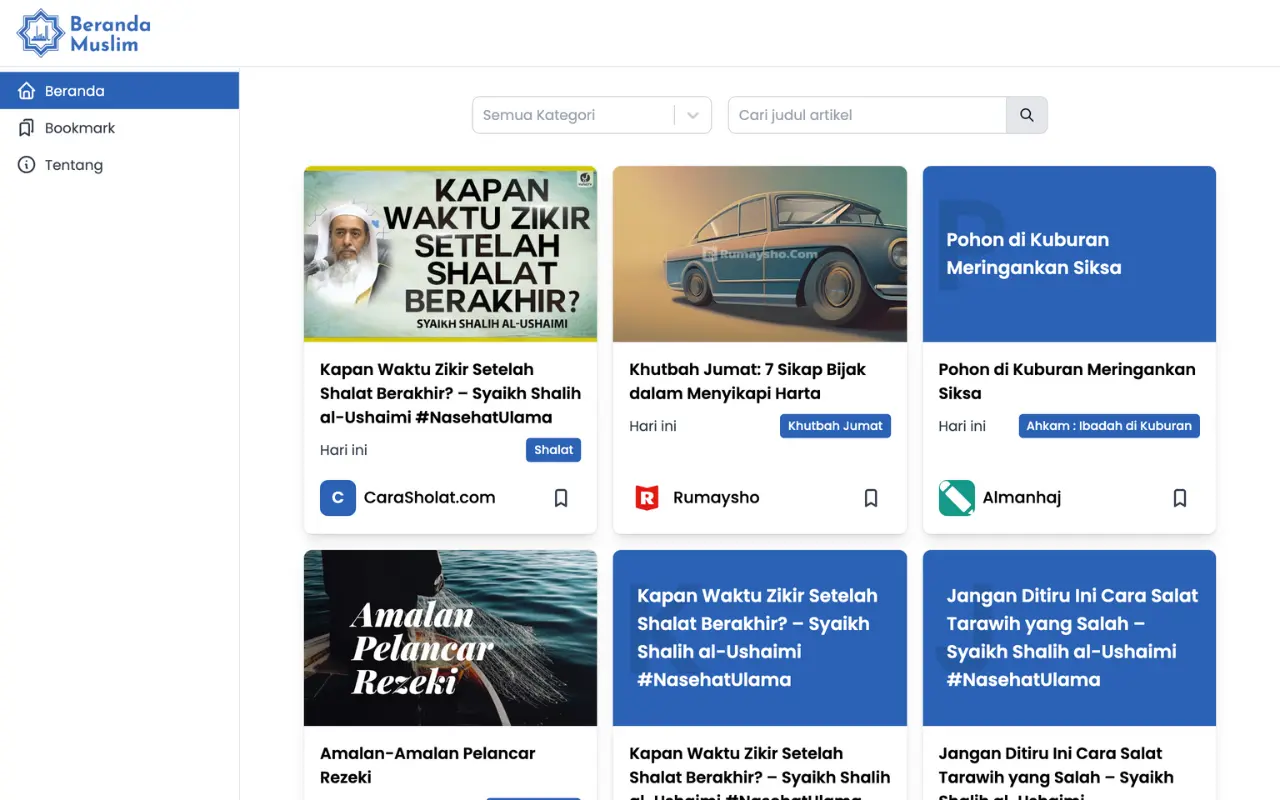 Beranda
Muslim
Beranda
Bookmark
Tentang
Semua Kategori
Cari judul artikel
KAPAN
WAKTU ZIKIR
SETELAH
SHALAT
BERAKHIR?
SYAIKH SHALIH AL-USHAIMI
Kapan Waktu Zikir Setelah
Shalat Berakhir? – Syaikh Shalih
al-Ushaimi #NasehatUlama
Hari ini
Shalat
C
CaraSholat.com
Rumaysho.Com
Khutbah Jumat: 7 Sikap Bijak
dalam Menyikapi Harta
Hari ini
Khutbah Jumat
R
Rumaysho
P
Pohon di Kuburan
Meringankan Siksa
Pohon di Kuburan Meringankan
Siksa
Hari ini
Ahkam : Ibadah di Kuburan
Almanhaj
Amalan
Pelancar
Rezeki
Amalan-Amalan Pelancar
Rezeki
K
Kapan Waktu Zikir Setelah
Shalat Berakhir? – Syaikh
Shalih al-Ushaimi
#NasehatUlama
Kapan Waktu Zikir Setelah
Shalat Berakhir? – Syaikh Shalih
al-Ushaimi #NasehatUlama
J
Jangan Ditiru Ini Cara Salat
Tarawih yang Salah –
Syaikh Shalih al-Ushaimi
#NasehatUlama
Jangan Ditiru Ini Cara Salat
Tarawih yang Salah – Syaikh
Shalih al-Ushaimi